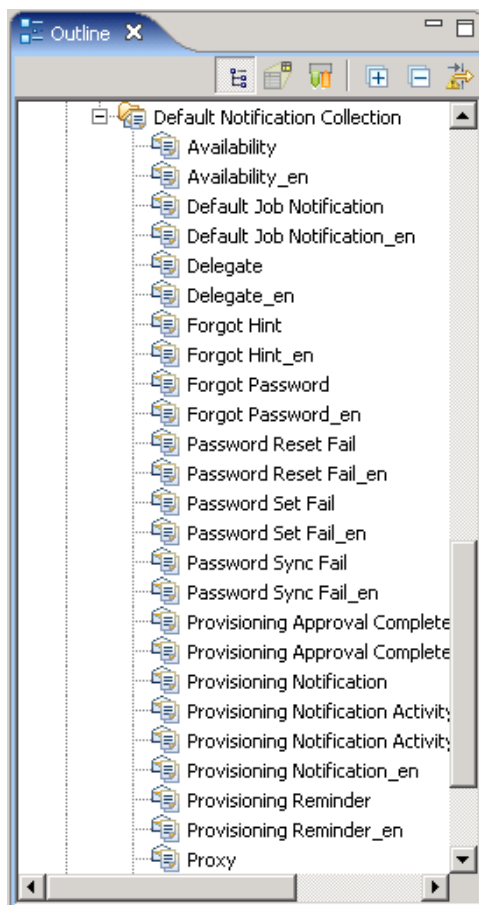 Outline
Default Notification Collection
Availability
Availability_en
Default Job Notification
Default Job Notification_en
Delegate
Delegate_en
Forgot Hint
Forgot Hint_en
Forgot Password
Forgot Password_en
Password Reset Fail
Password Reset Fail_en
Password Set Fail
Password Set Fail_en
Password Sync Fail
Password Sync Fail_en
Provisioning Approval Complete
Provisioning Approval Complete
Provisioning Notification
Provisioning Notification Activity
Provisioning Notification Activity
Provisioning Notification_en
Provisioning Reminder
Provisioning Reminder_en
Proxy